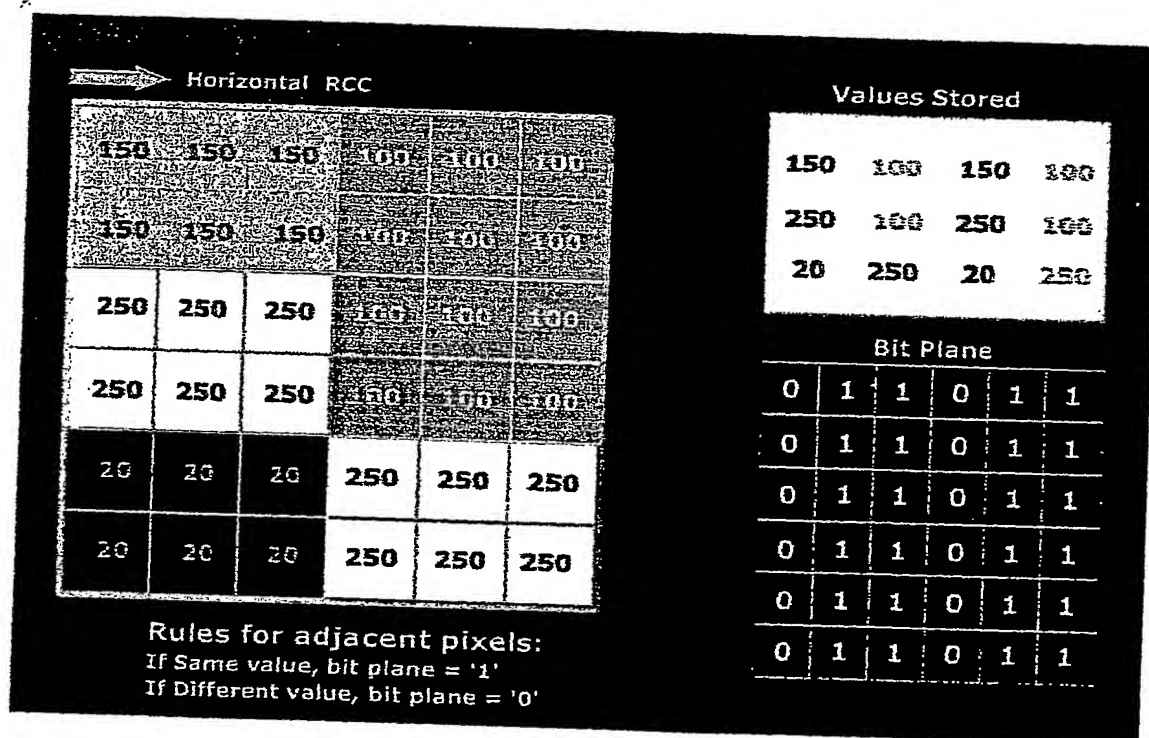 Horizontal RCC
150 150 150 100 100 100
150 150 150 100 100 100
250 250 250 100 100 100
250 250 250 100 100 100
20 20 20 250 250 250
20 20 20 250 250 250
Rules for adjacent pixels:
If Same value, bit plane = '1'
If Different value, bit plane = '0'
Values Stored
150 100 150 100
250 100 250 100
20 250 20 250
Bit Plane
0 1 1 0 1 1
0 1 1 0 1 1
0 1 1 0 1 1
0 1 1 0 1 1
0 1 1 0 1 1
0 1 1 0 1 1